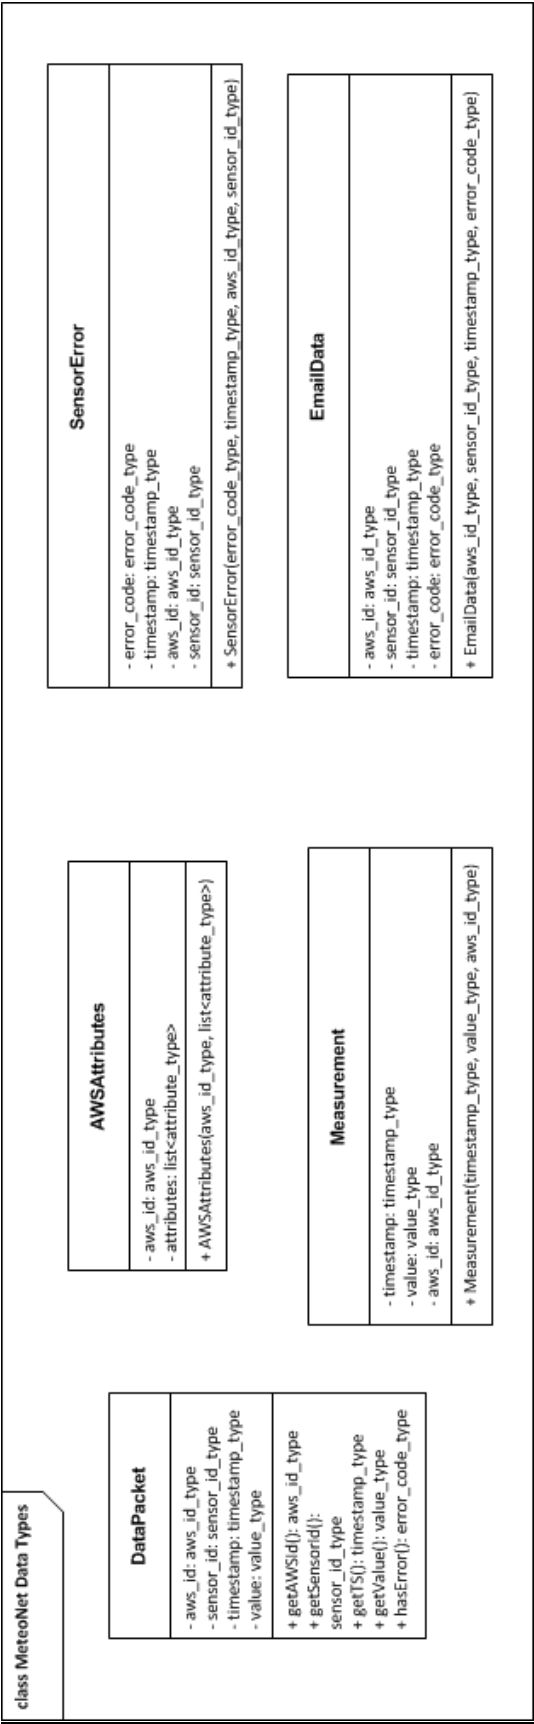 class MeteoNet Data Types
DataPacket
- aws_id: aws_id_type
- sensor_id: sensor_id_type
- timestamp: timestamp_type
- value: value_type
+ getAWSId(): aws_id_type
+ getSensorId():
sensor_id_type
+ getTS(): timestamp_type
+ getValue(): value_type
+ hasError(): error_code_type
AWSAttributes
- aws_id: aws_id_type
- attributes: list<attribute_type>
+ AWSAttributes(aws_id_type, list<attribute_type>)
Measurement
- timestamp: timestamp_type
- value: value_type
- aws_id: aws_id_type
+ Measurement(timestamp_type, value_type, aws_id_type)
SensorError
- error_code: error_code_type
- timestamp: timestamp_type
- aws_id: aws_id_type
- sensor_id: sensor_id_type
+ SensorError(error_code_type, timestamp_type, aws_id_type, sensor_id_type)
EmailData
- aws_id: aws_id_type
- sensor_id: sensor_id_type
- timestamp: timestamp_type
- error_code: error_code_type
+ EmailData(aws_id_type, sensor_id_type, timestamp_type, error_code_type)